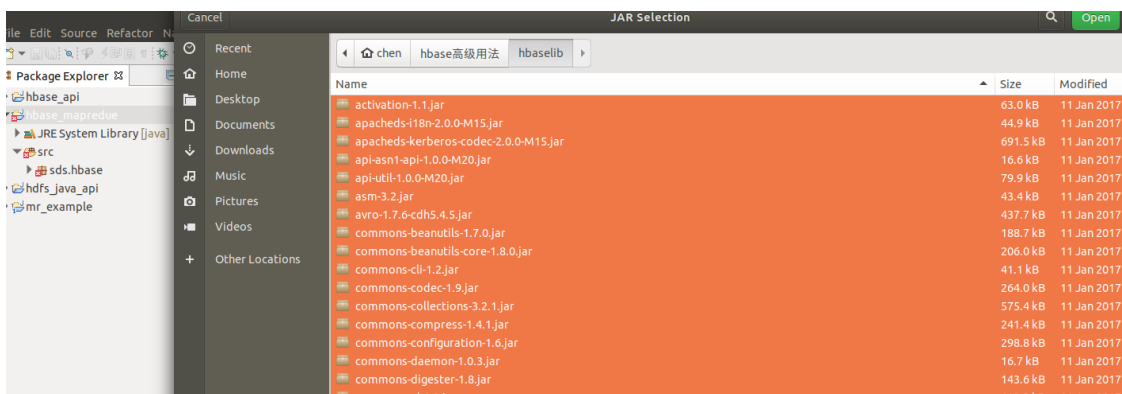 Cancel
JAR Selection
Open
ile Edit Source Refactor Na
Package Explorer
hbase_api
hbase_mapredue
JRE System Library [java]
src
sds.hbase
hdfs_java_api
mr_example
Recent
Home
Desktop
Documents
Downloads
Music
Pictures
Videos
+ Other Locations
chen hbase高级用法 hbaselib
Name Size Modified
activation-1.1.jar 63.0 kB 11 Jan 2017
apacheds-i18n-2.0.0-M15.jar 44.9 kB 11 Jan 2017
apacheds-kerberos-codec-2.0.0-M15.jar 691.5 kB 11 Jan 2017
api-asn1-api-1.0.0-M20.jar 16.6 kB 11 Jan 2017
api-util-1.0.0-M20.jar 79.9 kB 11 Jan 2017
asm-3.2.jar 43.4 kB 11 Jan 2017
avro-1.7.6-cdh5.4.5.jar 437.7 kB 11 Jan 2017
commons-beanutils-1.7.0.jar 188.7 kB 11 Jan 2017
commons-beanutils-core-1.8.0.jar 206.0 kB 11 Jan 2017
commons-cli-1.2.jar 41.1 kB 11 Jan 2017
commons-codec-1.9.jar 264.0 kB 11 Jan 2017
commons-collections-3.2.1.jar 575.4 kB 11 Jan 2017
commons-compress-1.4.1.jar 241.4 kB 11 Jan 2017
commons-configuration-1.6.jar 298.8 kB 11 Jan 2017
commons-daemon-1.0.3.jar 16.7 kB 11 Jan 2017
commons-digester-1.8.jar 143.6 kB 11 Jan 2017